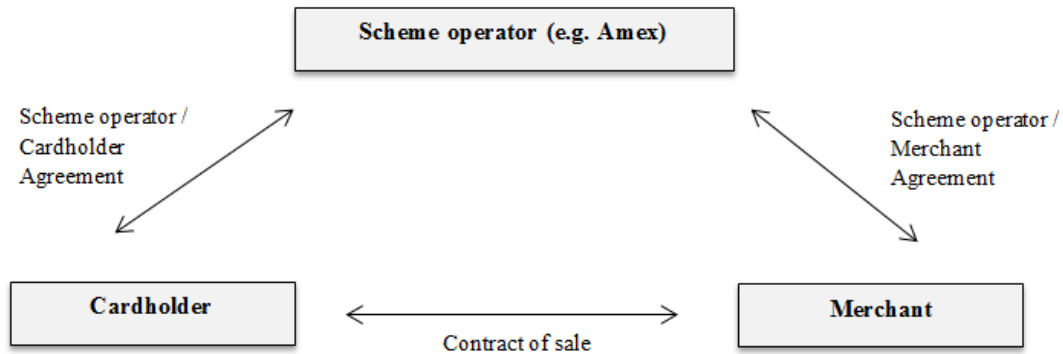 Scheme operator (e.g. Amex)
Scheme operator /
Cardholder
Agreement
Scheme operator /
Merchant
Agreement
Cardholder
Merchant
Contract of sale